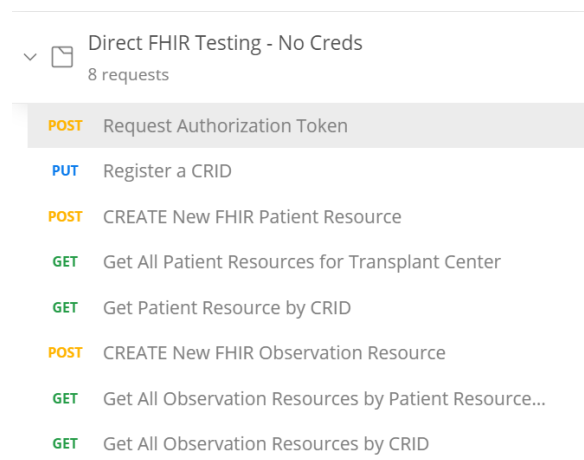 Direct FHIR Testing - No Creds
8 requests
POST Request Authorization Token
PUT Register a CRID
POST CREATE New FHIR Patient Resource
GET Get All Patient Resources for Transplant Center
GET Get Patient Resource by CRID
POST CREATE New FHIR Observation Resource
GET Get All Observation Resources by Patient Resource...
GET Get All Observation Resources by CRID